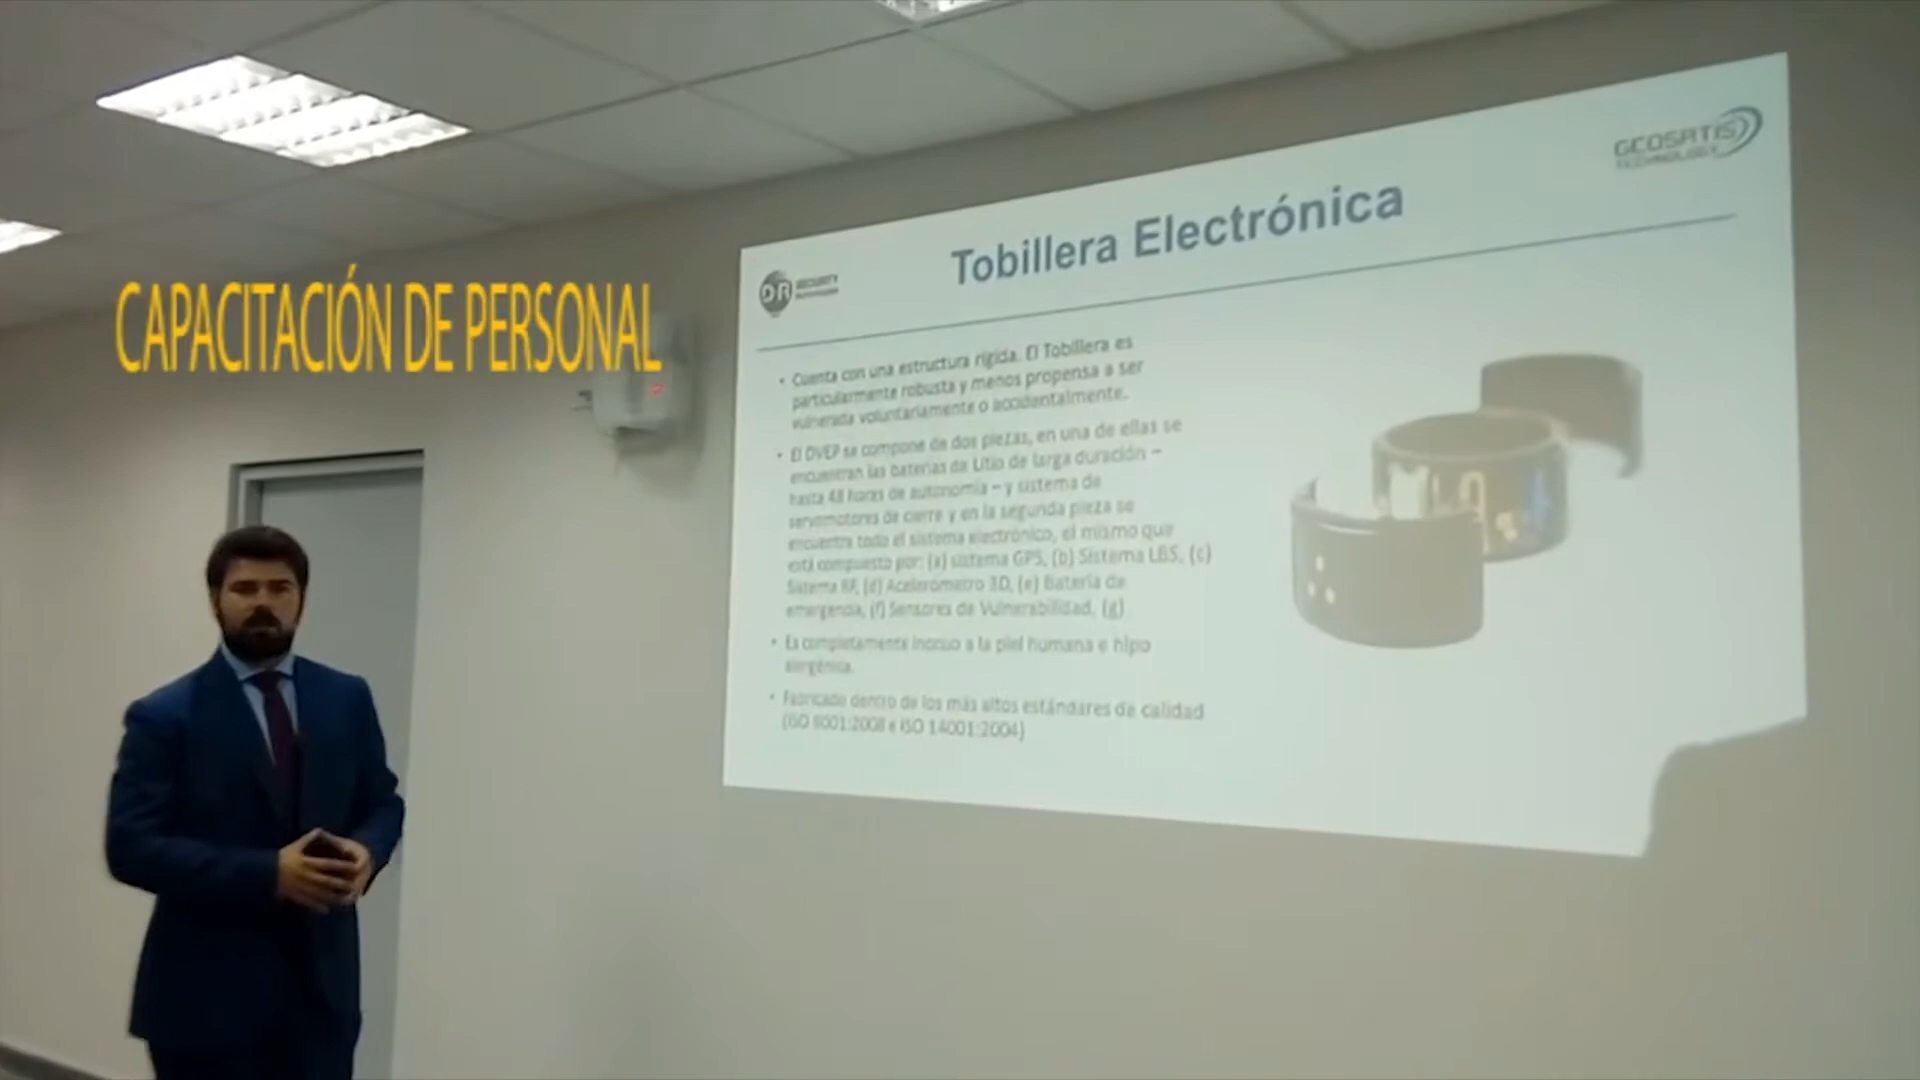 GEOSATIS
TECHNOLOGY
Tobillera Electrónica
DR SECURITY
CAPACITACIÓN DE PERSONAL
• Cuenta con una estructura rígida. El Tobillera es
particularmente robusta y menos propensa a ser
vulnerada voluntariamente o accidentalmente.
• El DVEP se compone de dos piezas, en una de ellas se
encuentran las baterías de Litio de larga duración –
hasta 48 horas de autonomía – y sistema de
servomotores de cierre y en la segunda pieza se
encuentra todo el sistema electrónico, el mismo que
está compuesto por: (a) sistema GPS, (b) Sistema LBS, (c)
Sistema RF, (d) Acelerómetro 3D, (e) Batería de
emergencia, (f) Sensores de Vulnerabilidad, (g)
• Es completamente inocuo a la piel humana e hipo
alergénica.
• Fabricado dentro de los más altos estándares de calidad
(ISO 9001:2008 e ISO 14001:2004)